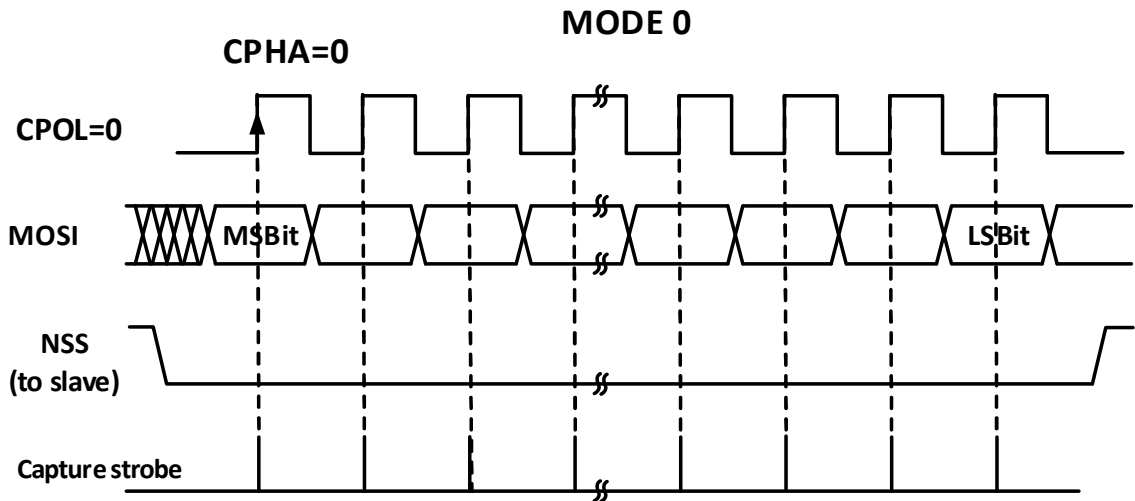 MODE 0
CPHA=0
CPOL=0
MOSI
MSBit
LSBit
NSS
(to slave)
Capture strobe